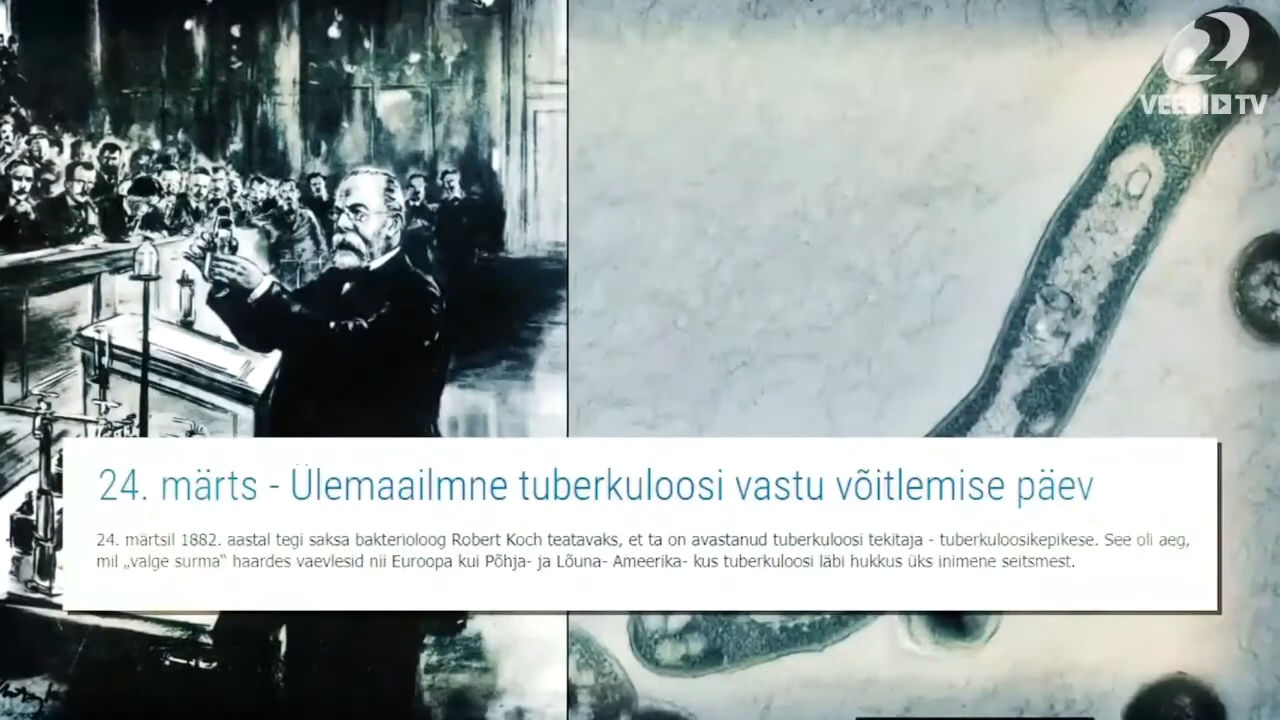 2
VEEBI TV
24. märts - Ülemaailmne tuberkuloosi vastu võitlemise päev
24. märtsil 1882. aastal tegi saksa bakterioloog Robert Koch teatavaks, et ta on avastanud tuberkuloosi tekitaja - tuberkuloosikepikese. See oli aeg,
mil „valge surma“ haardes vaevlesid nii Euroopa kui Põhja- ja Lõuna- Ameerika- kus tuberkuloosi läbi hukkus üks inimene seitsmest.